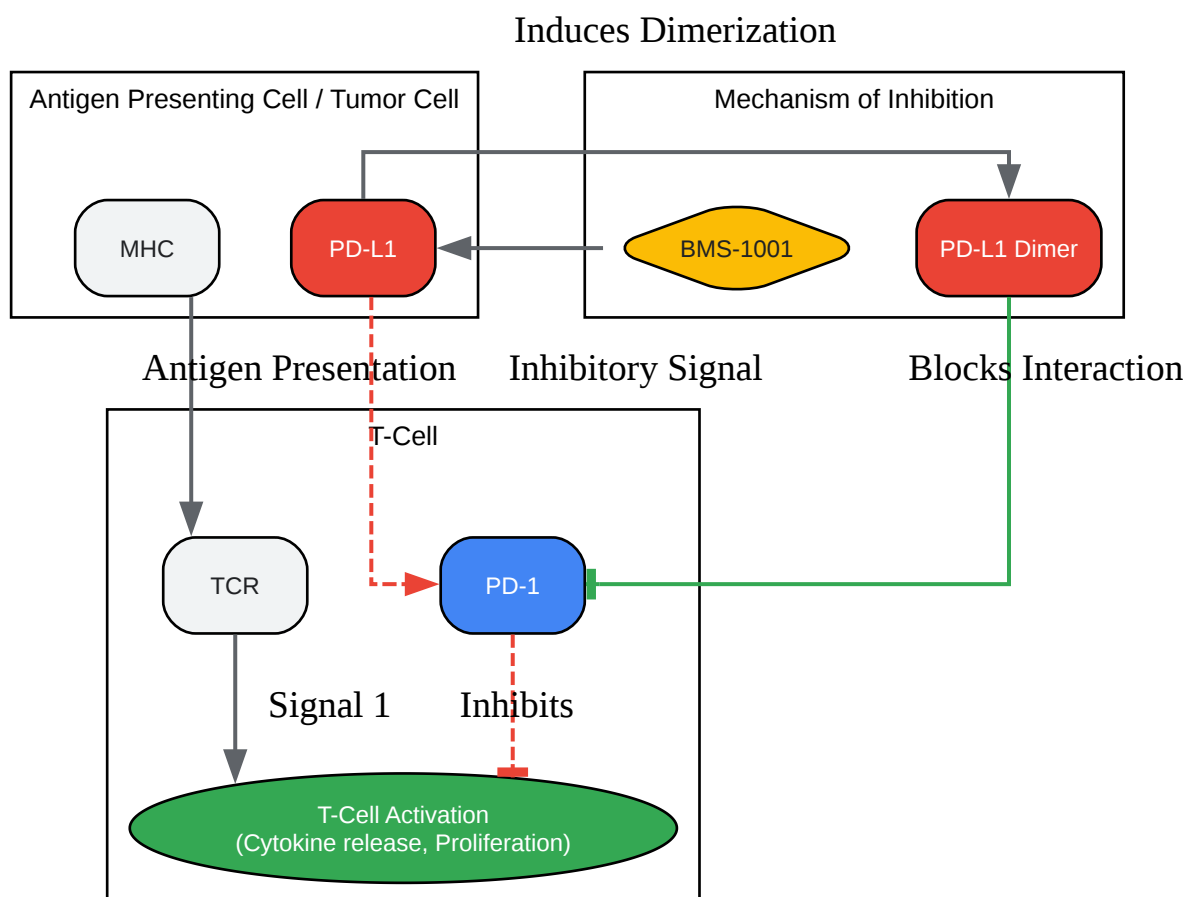 Induces Dimerization
Antigen Presenting Cell / Tumor Cell
Mechanism of Inhibition
MHC
PD-L1
BMS-1001
PD-L1 Dimer
Antigen Presentation
Inhibitory Signal
Blocks Interaction
T-Cell
TCR
PD-1
Signal 1
Inhibits
T-Cell Activation
(Cytokine release, Proliferation)